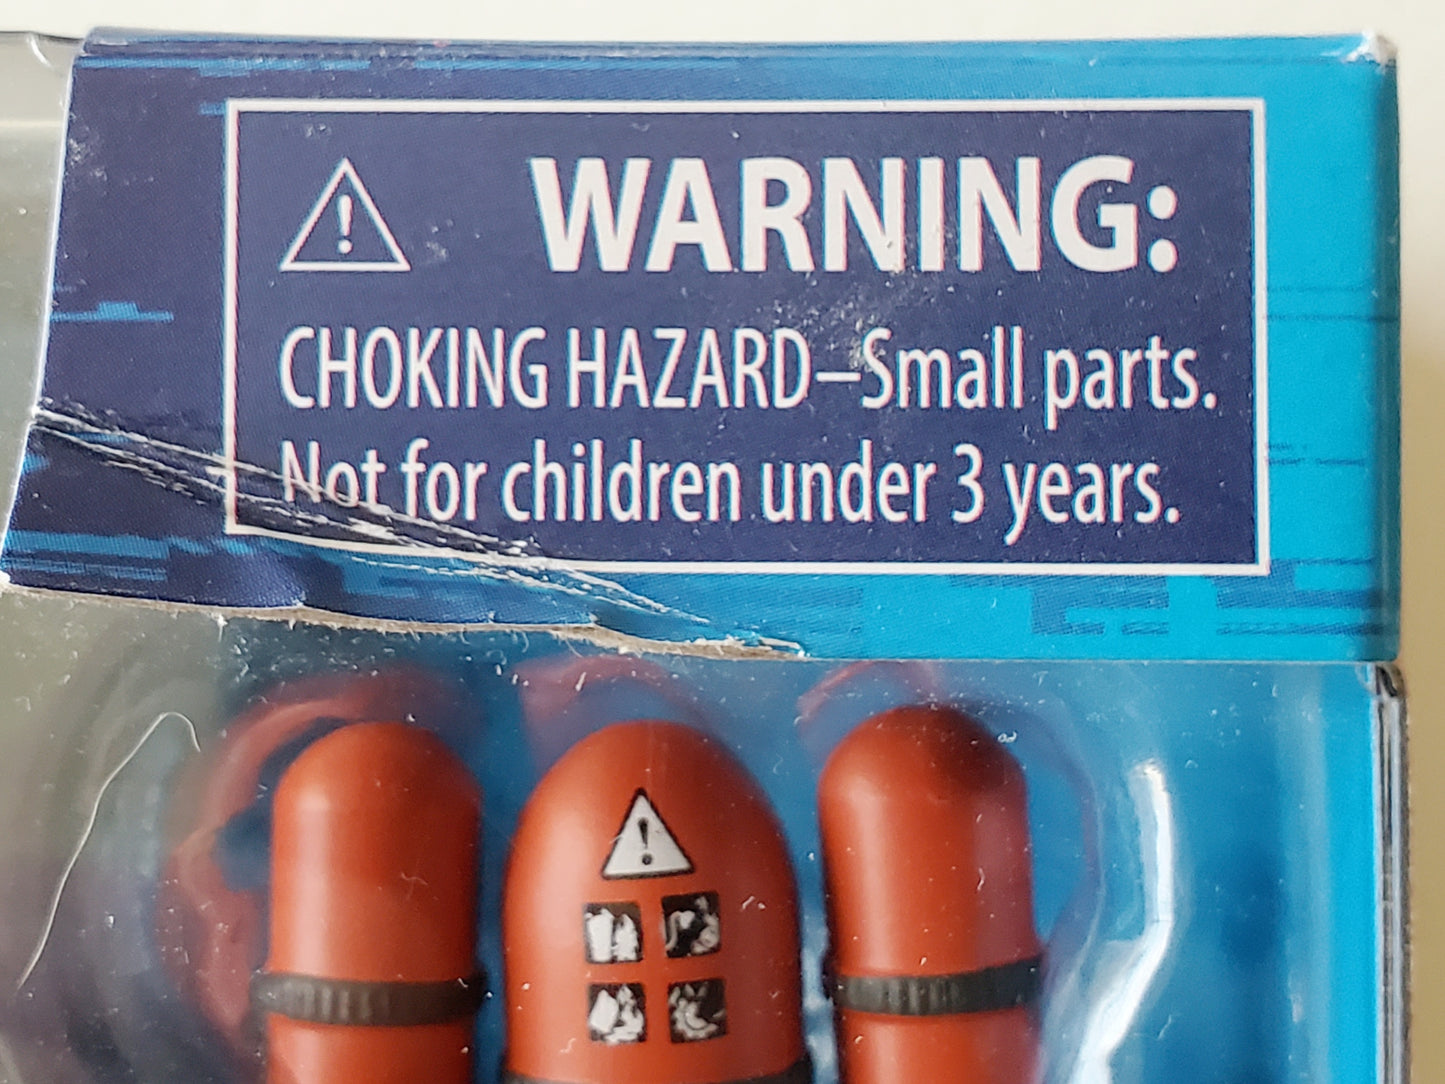 WARNING:
CHOKING HAZARD–Small parts.
Not for children under 3 years.